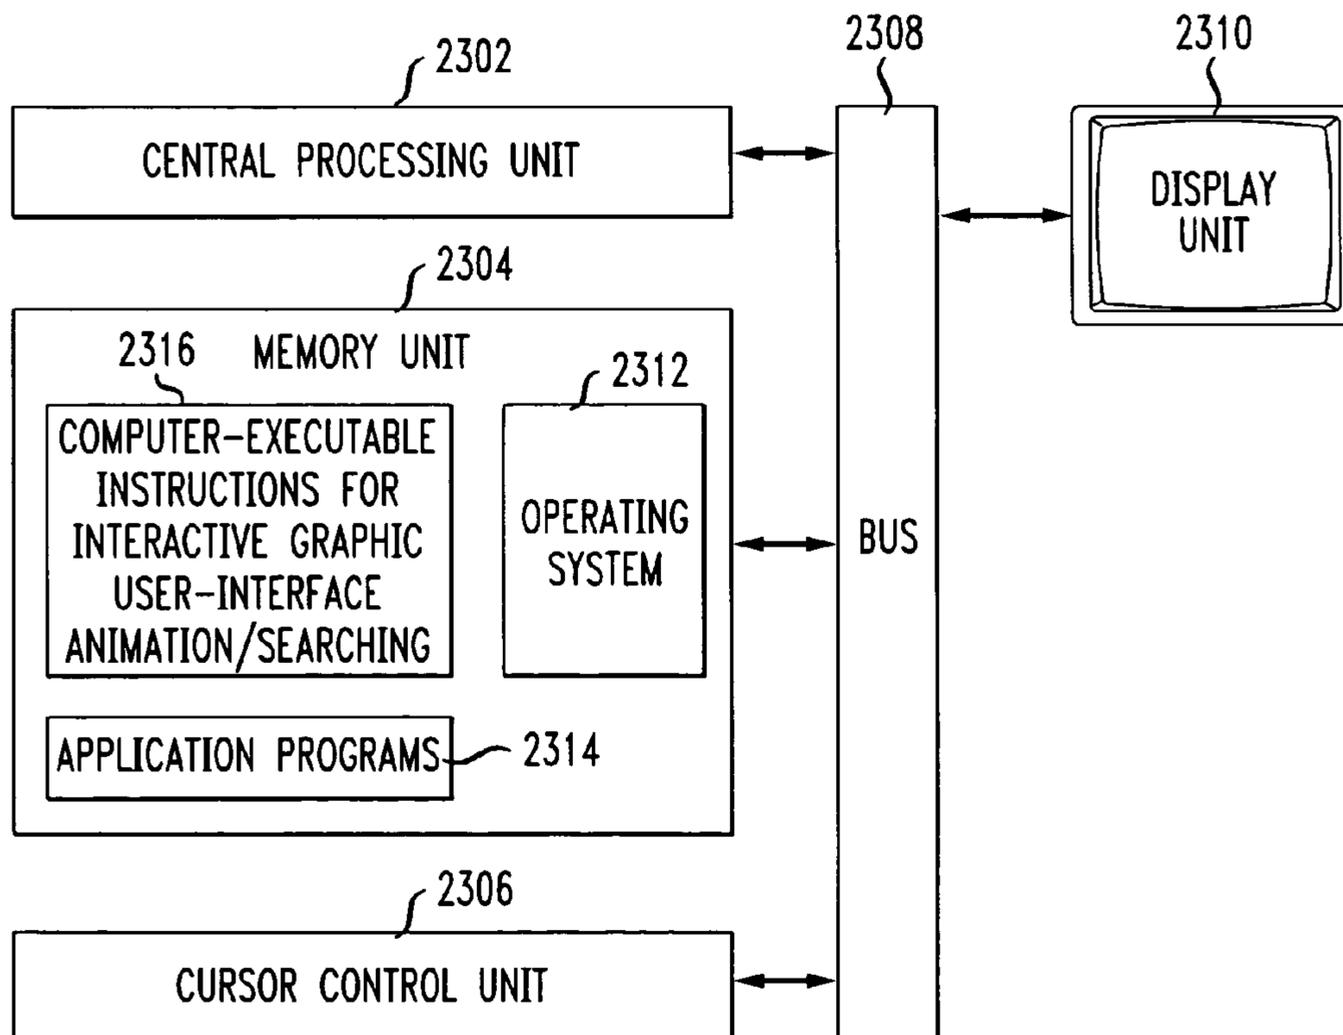 2302
CENTRAL PROCESSING UNIT
2308
2310
DISPLAY
UNIT
2304
MEMORY UNIT
2316
COMPUTER-EXECUTABLE
INSTRUCTIONS FOR
INTERACTIVE GRAPHIC
USER-INTERFACE
ANIMATION/SEARCHING
2312
OPERATING
SYSTEM
BUS
APPLICATION PROGRAMS
2314
2306
CURSOR CONTROL UNIT